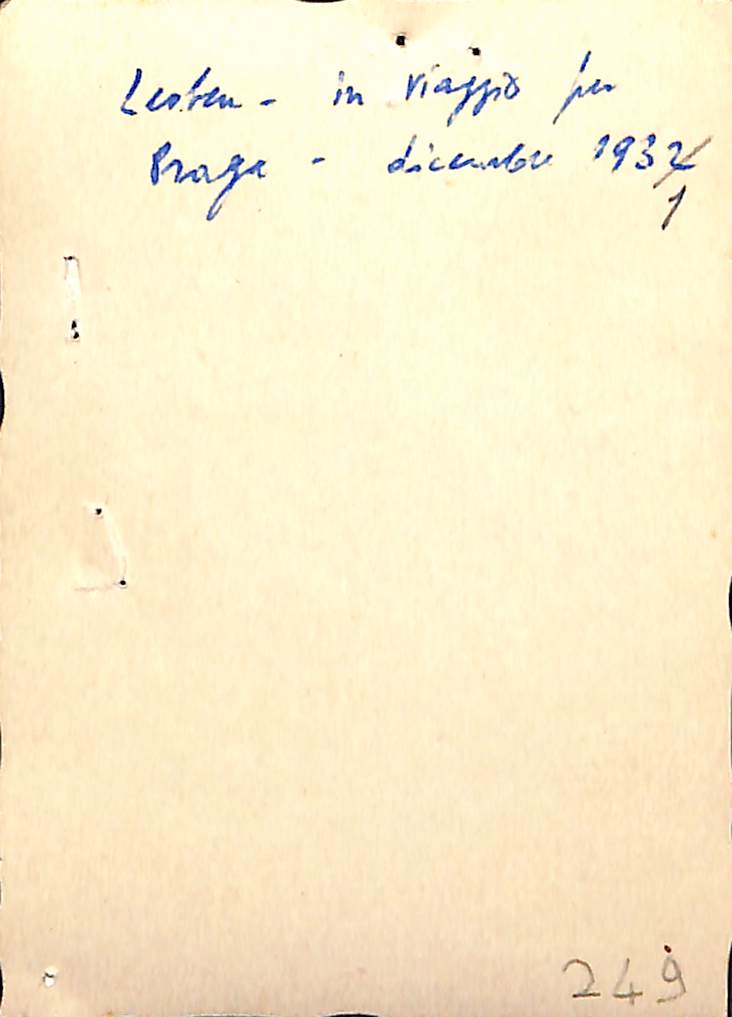 Leoben - in viaggio per
Praga - dicembre 1932
1
249